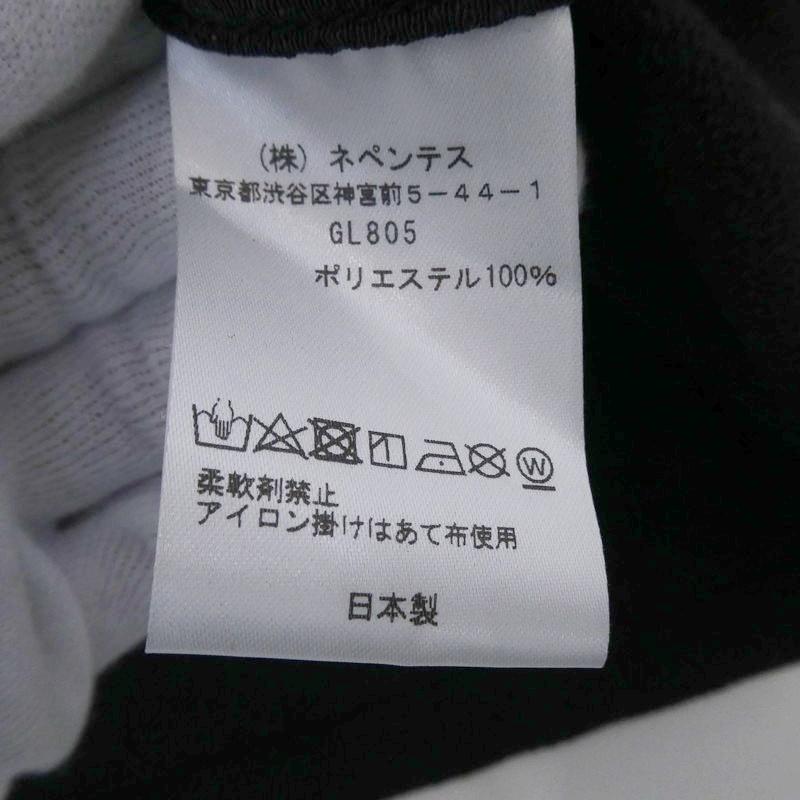 (株) ネペンテス
東京都渋谷区神宮前5-44-1
GL805
ポリエステル100%
W
柔軟剤禁止
アイロン掛けはあて布使用
日本製